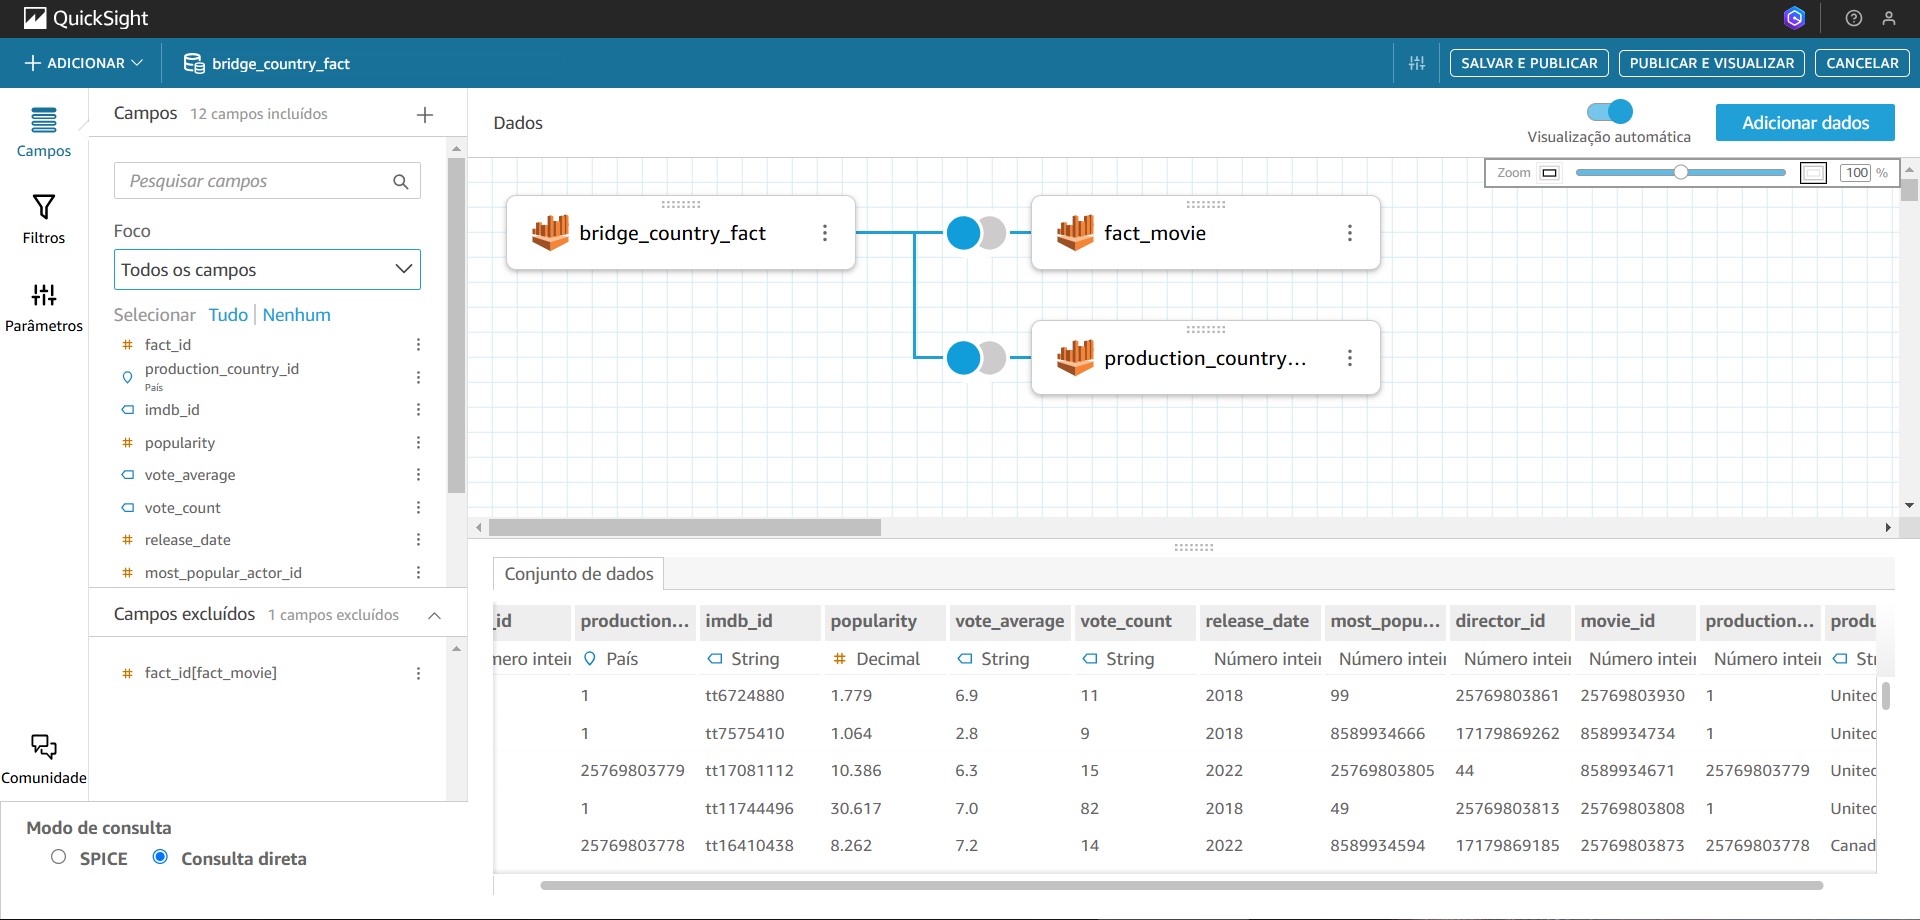 QuickSight
ADICIONAR
bridge_country_fact
SALVAR E PUBLICAR
PUBLICAR E VISUALIZAR
CANCELAR
Campos
Filtros
Parâmetros
Comunidade
Campos 12 campos incluídos
Pesquisar campos
Foco
Todos os campos
Selecionar Tudo Nenhum
fact_id
production_country_id
País
imdb_id
popularity
vote_average
vote_count
release_date
most_popular_actor_id
Campos excluídos 1 campos excluídos
fact_id[fact_movie]
Modo de consulta
SPICE Consulta direta
Dados
Visualização automática
Adicionar dados
Zoom 100 %
bridge_country_fact
fact_movie
production_country...
Conjunto de dados
_id production... imdb_id popularity vote_average vote_count release_date most_popu... director_id movie_id production... produ
nero intei País String Decimal String String Número intei Número intei Número intei Número intei Número intei St
1 tt6724880 1.779 6.9 11 2018 99 25769803861 25769803930 1 Unitec
1 tt7575410 1.064 2.8 9 2018 8589934666 17179869262 8589934734 1 Unitec
25769803779 tt17081112 10.386 6.3 15 2022 25769803805 44 8589934671 25769803779 Unitec
1 tt11744496 30.617 7.0 82 2018 49 25769803813 25769803808 1 Unitec
25769803778 tt16410438 8.262 7.2 14 2022 8589934594 17179869185 25769803873 25769803778 Canad